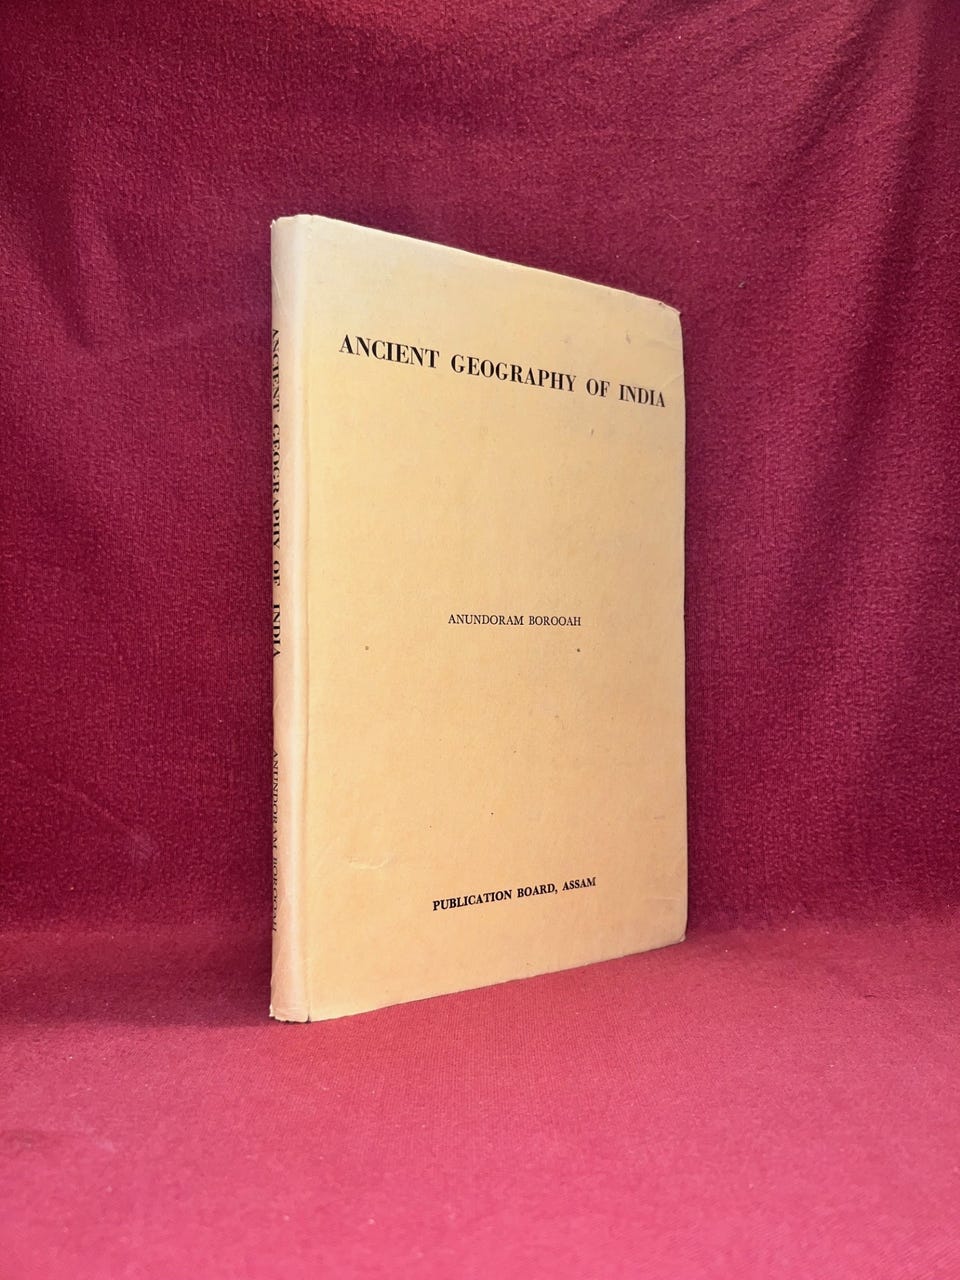 ANCIENT GEOGRAPHY OF INDIA
ANUNDORAM BOROOAH
PUBLICATION BOARD, ASSAM
ANCIENT GEOGRAPHY OF INDIA
ANUNDORAM BOROOAH